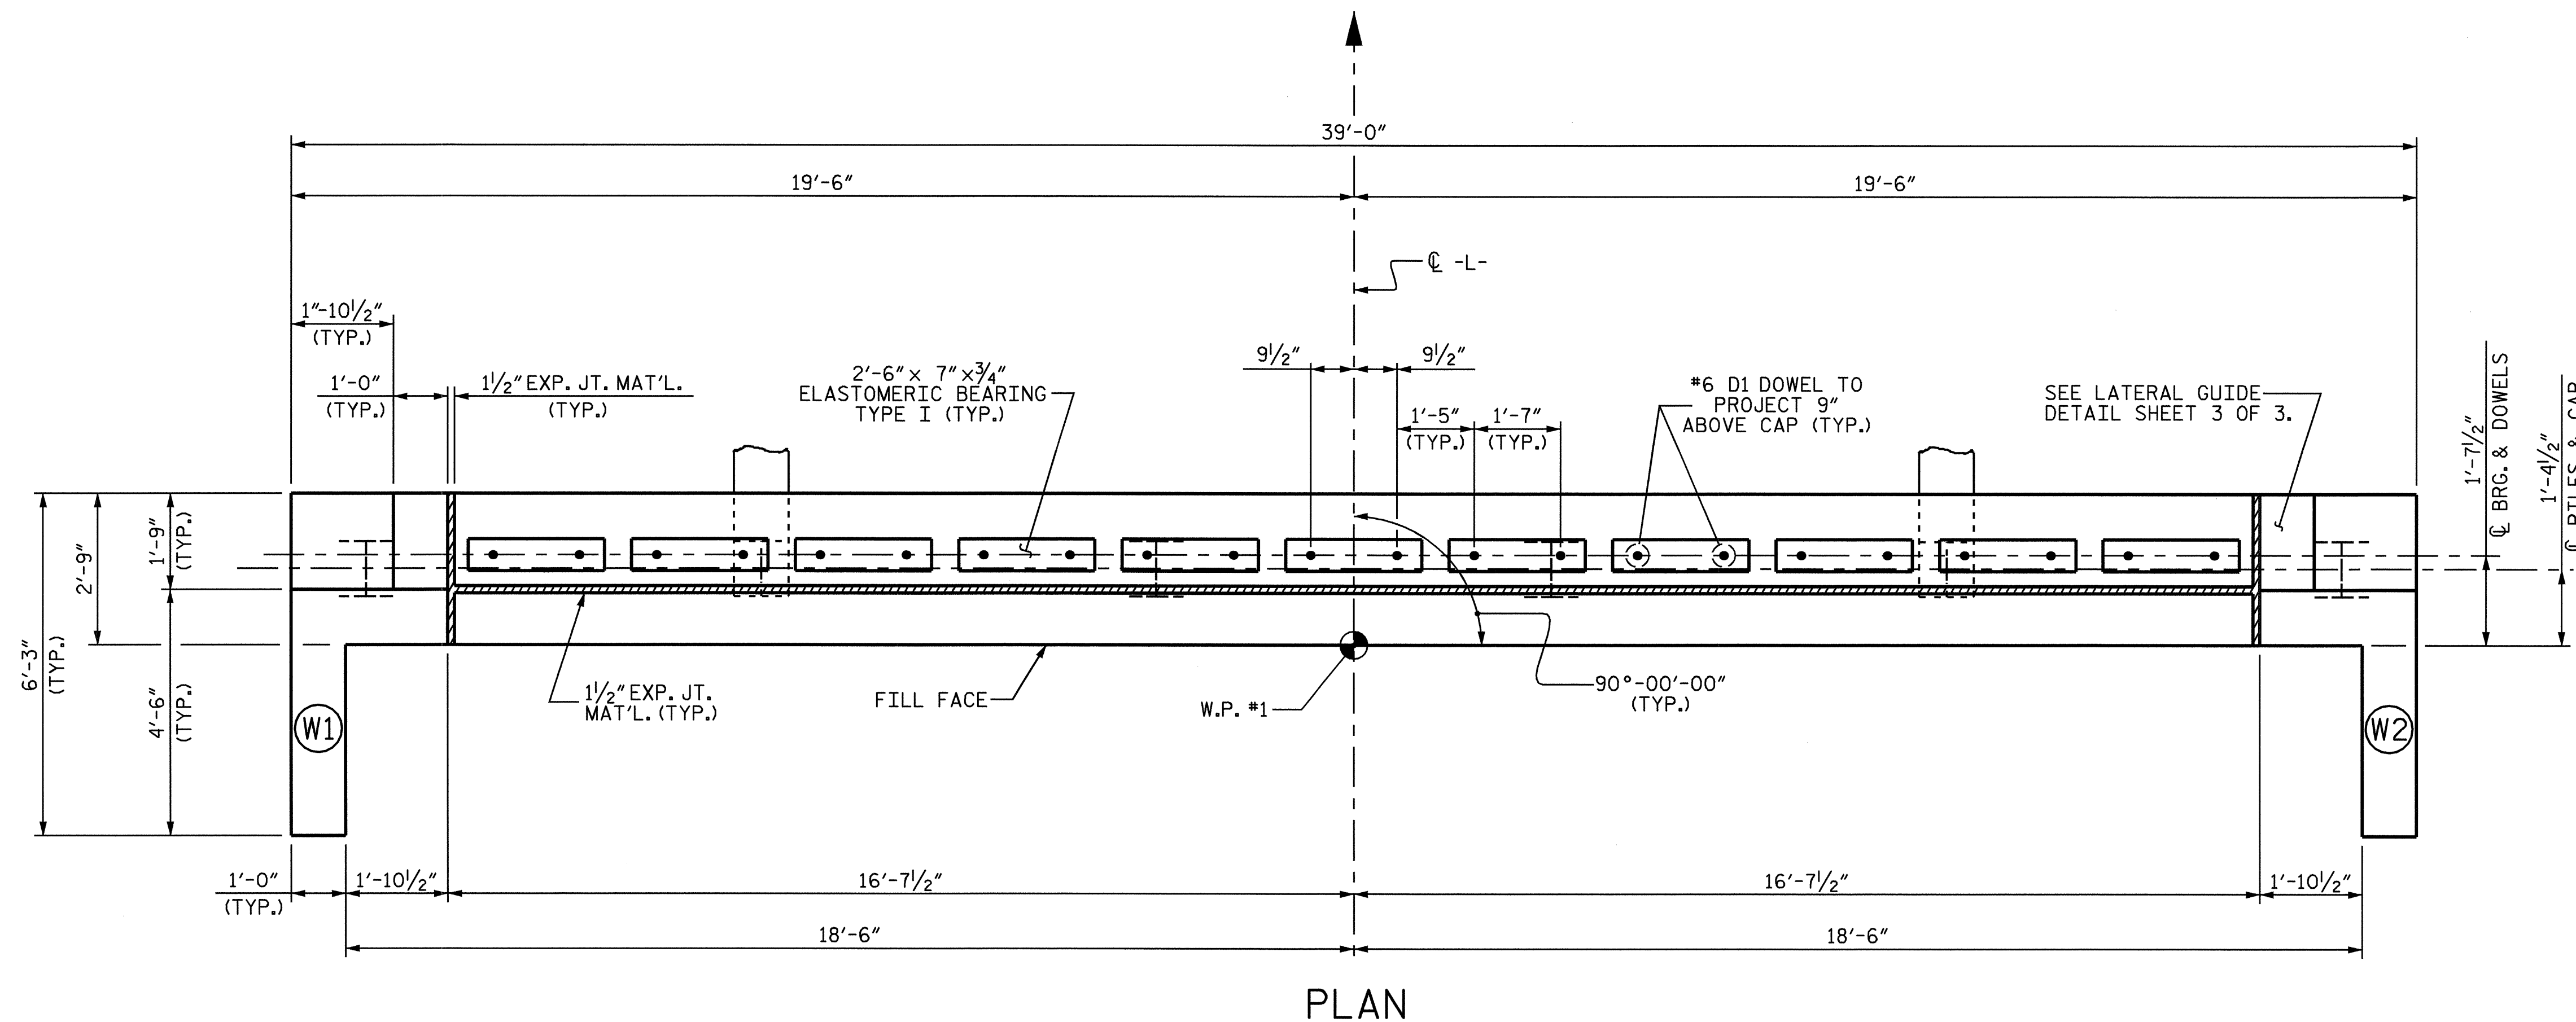 39'-0"
19'-6"
19'-6"
℄ -L-
1"-10½"
(TYP.)
9½"
9½"
1'-0"
(TYP.)
1½" EXP. JT. MAT'L.
(TYP.)
2'-6" x 7" x ¾"
ELASTOMERIC BEARING
TYPE I (TYP.)
1'-5"
(TYP.)
1'-7"
(TYP.)
#6 D1 DOWEL TO
PROJECT 9"
ABOVE CAP (TYP.)
SEE LATERAL GUIDE
DETAIL SHEET 3 OF 3.
1'-7½"
℄ BRG. & DOWELS
1'-4½"
℄ PILES & CAP
6'-3"
(TYP.)
2'-9"
1'-9"
(TYP.)
4'-6"
(TYP.)
W1
1½" EXP. JT.
MAT'L. (TYP.)
FILL FACE
W.P. #1
90°-00'-00"
(TYP.)
W2
1'-0"
(TYP.)
1'-10½"
16'-7½"
16'-7½"
1'-10½"
18'-6"
18'-6"
PLAN